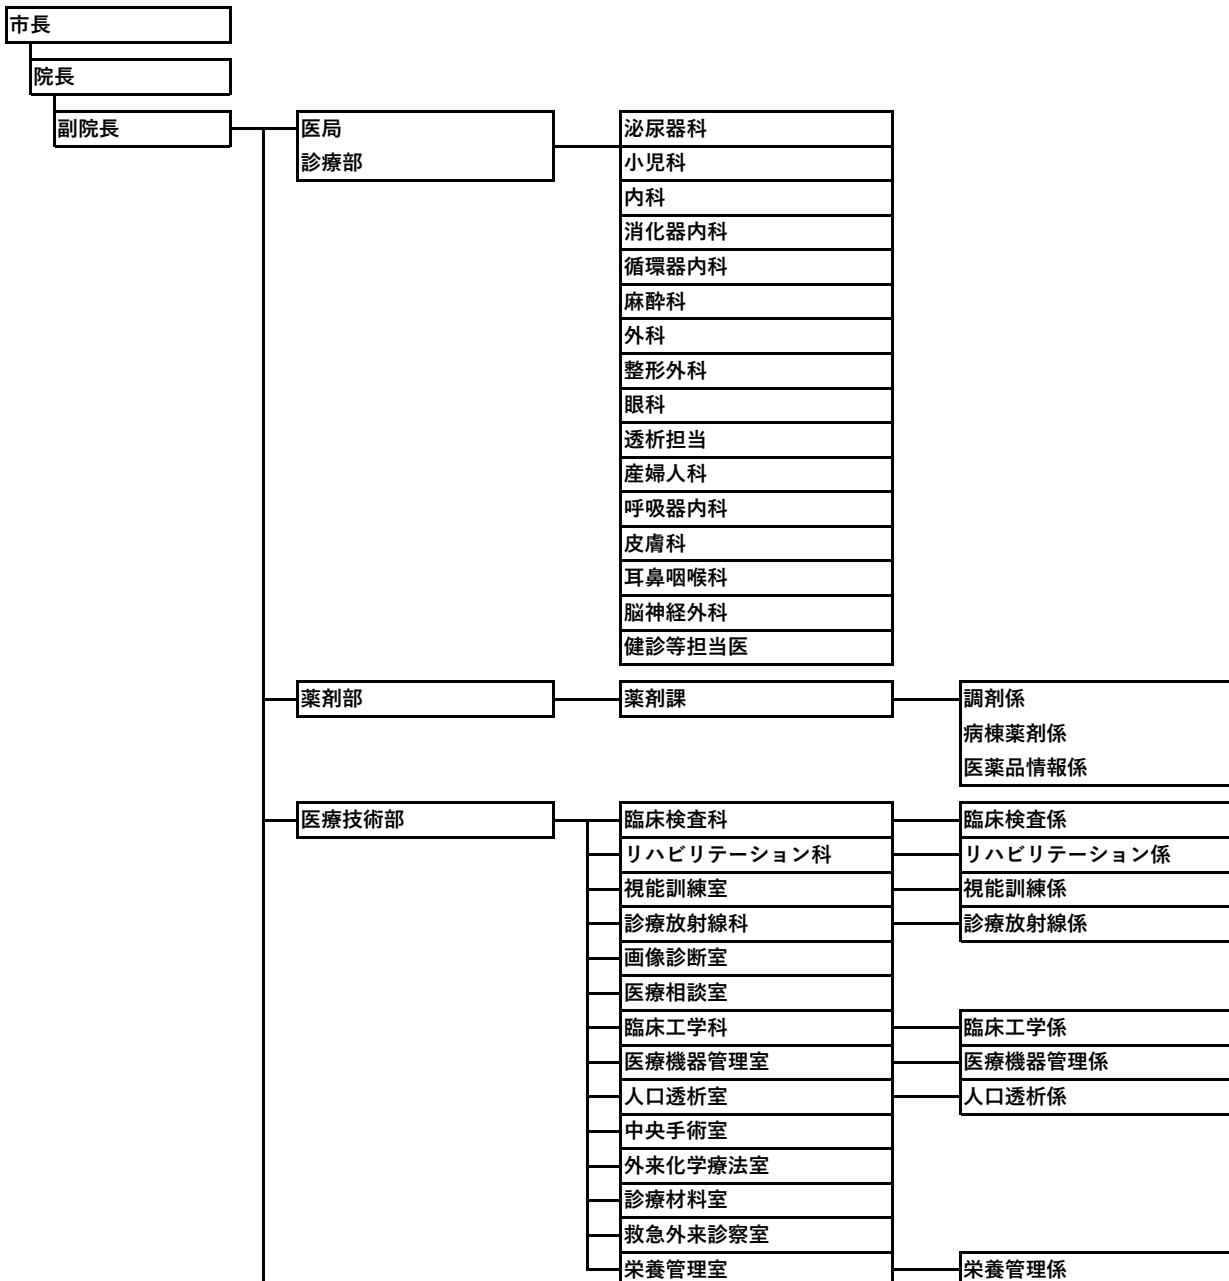 市長
院長
副院長
医局
診療部
泌尿器科
小児科
内科
消化器内科
循環器内科
麻酔科
外科
整形外科
眼科
透析担当
産婦人科
呼吸器内科
皮膚科
耳鼻咽喉科
脳神経外科
健診等担当医
薬剤部
薬剤課
調剤係
病棟薬剤係
医薬品情報係
医療技術部
臨床検査科
臨床検査係
リハビリテーション科
リハビリテーション係
視能訓練室
視能訓練係
診療放射線科
診療放射線係
画像診断室
医療相談室
臨床工学科
臨床工学係
医療機器管理室
医療機器管理係
人口透析室
人口透析係
中央手術室
外来化学療法室
診療材料室
救急外来診察室
栄養管理室
栄養管理係